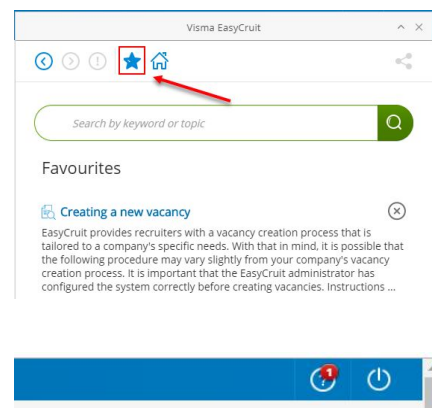 Visma EasyCruit
Search by keyword or topic
Favourites
Creating a new vacancy
EasyCruit provides recruiters with a vacancy creation process that is
tailored to a company's specific needs. With that in mind, it is possible that
the following procedure may vary slightly from your company's vacancy
creation process. It is important that the EasyCruit administrator has
configured the system correctly before creating vacancies. Instructions ...
? 1